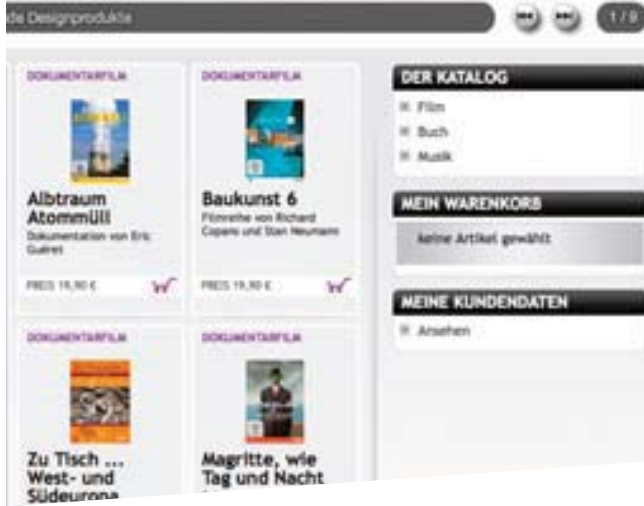 de Designprodukte
1 / 9
DOKUMENTARFILM
Albtraum
Atommüll
Dokumentation von Eric
Guéret
PREIS 19,90 €
DOKUMENTARFILM
Baukunst 6
Filmreihe von Richard
Copans und Stan Neumann
PREIS 19,90 €
DOKUMENTARFILM
Zu Tisch ...
West- und
Südeuropa
DOKUMENTARFILM
Magritte, wie
Tag und Nacht
DER KATALOG
Film
Buch
Musik
MEIN WARENKORB
keine Artikel gewählt
MEINE KUNDENDATEN
Ansehen